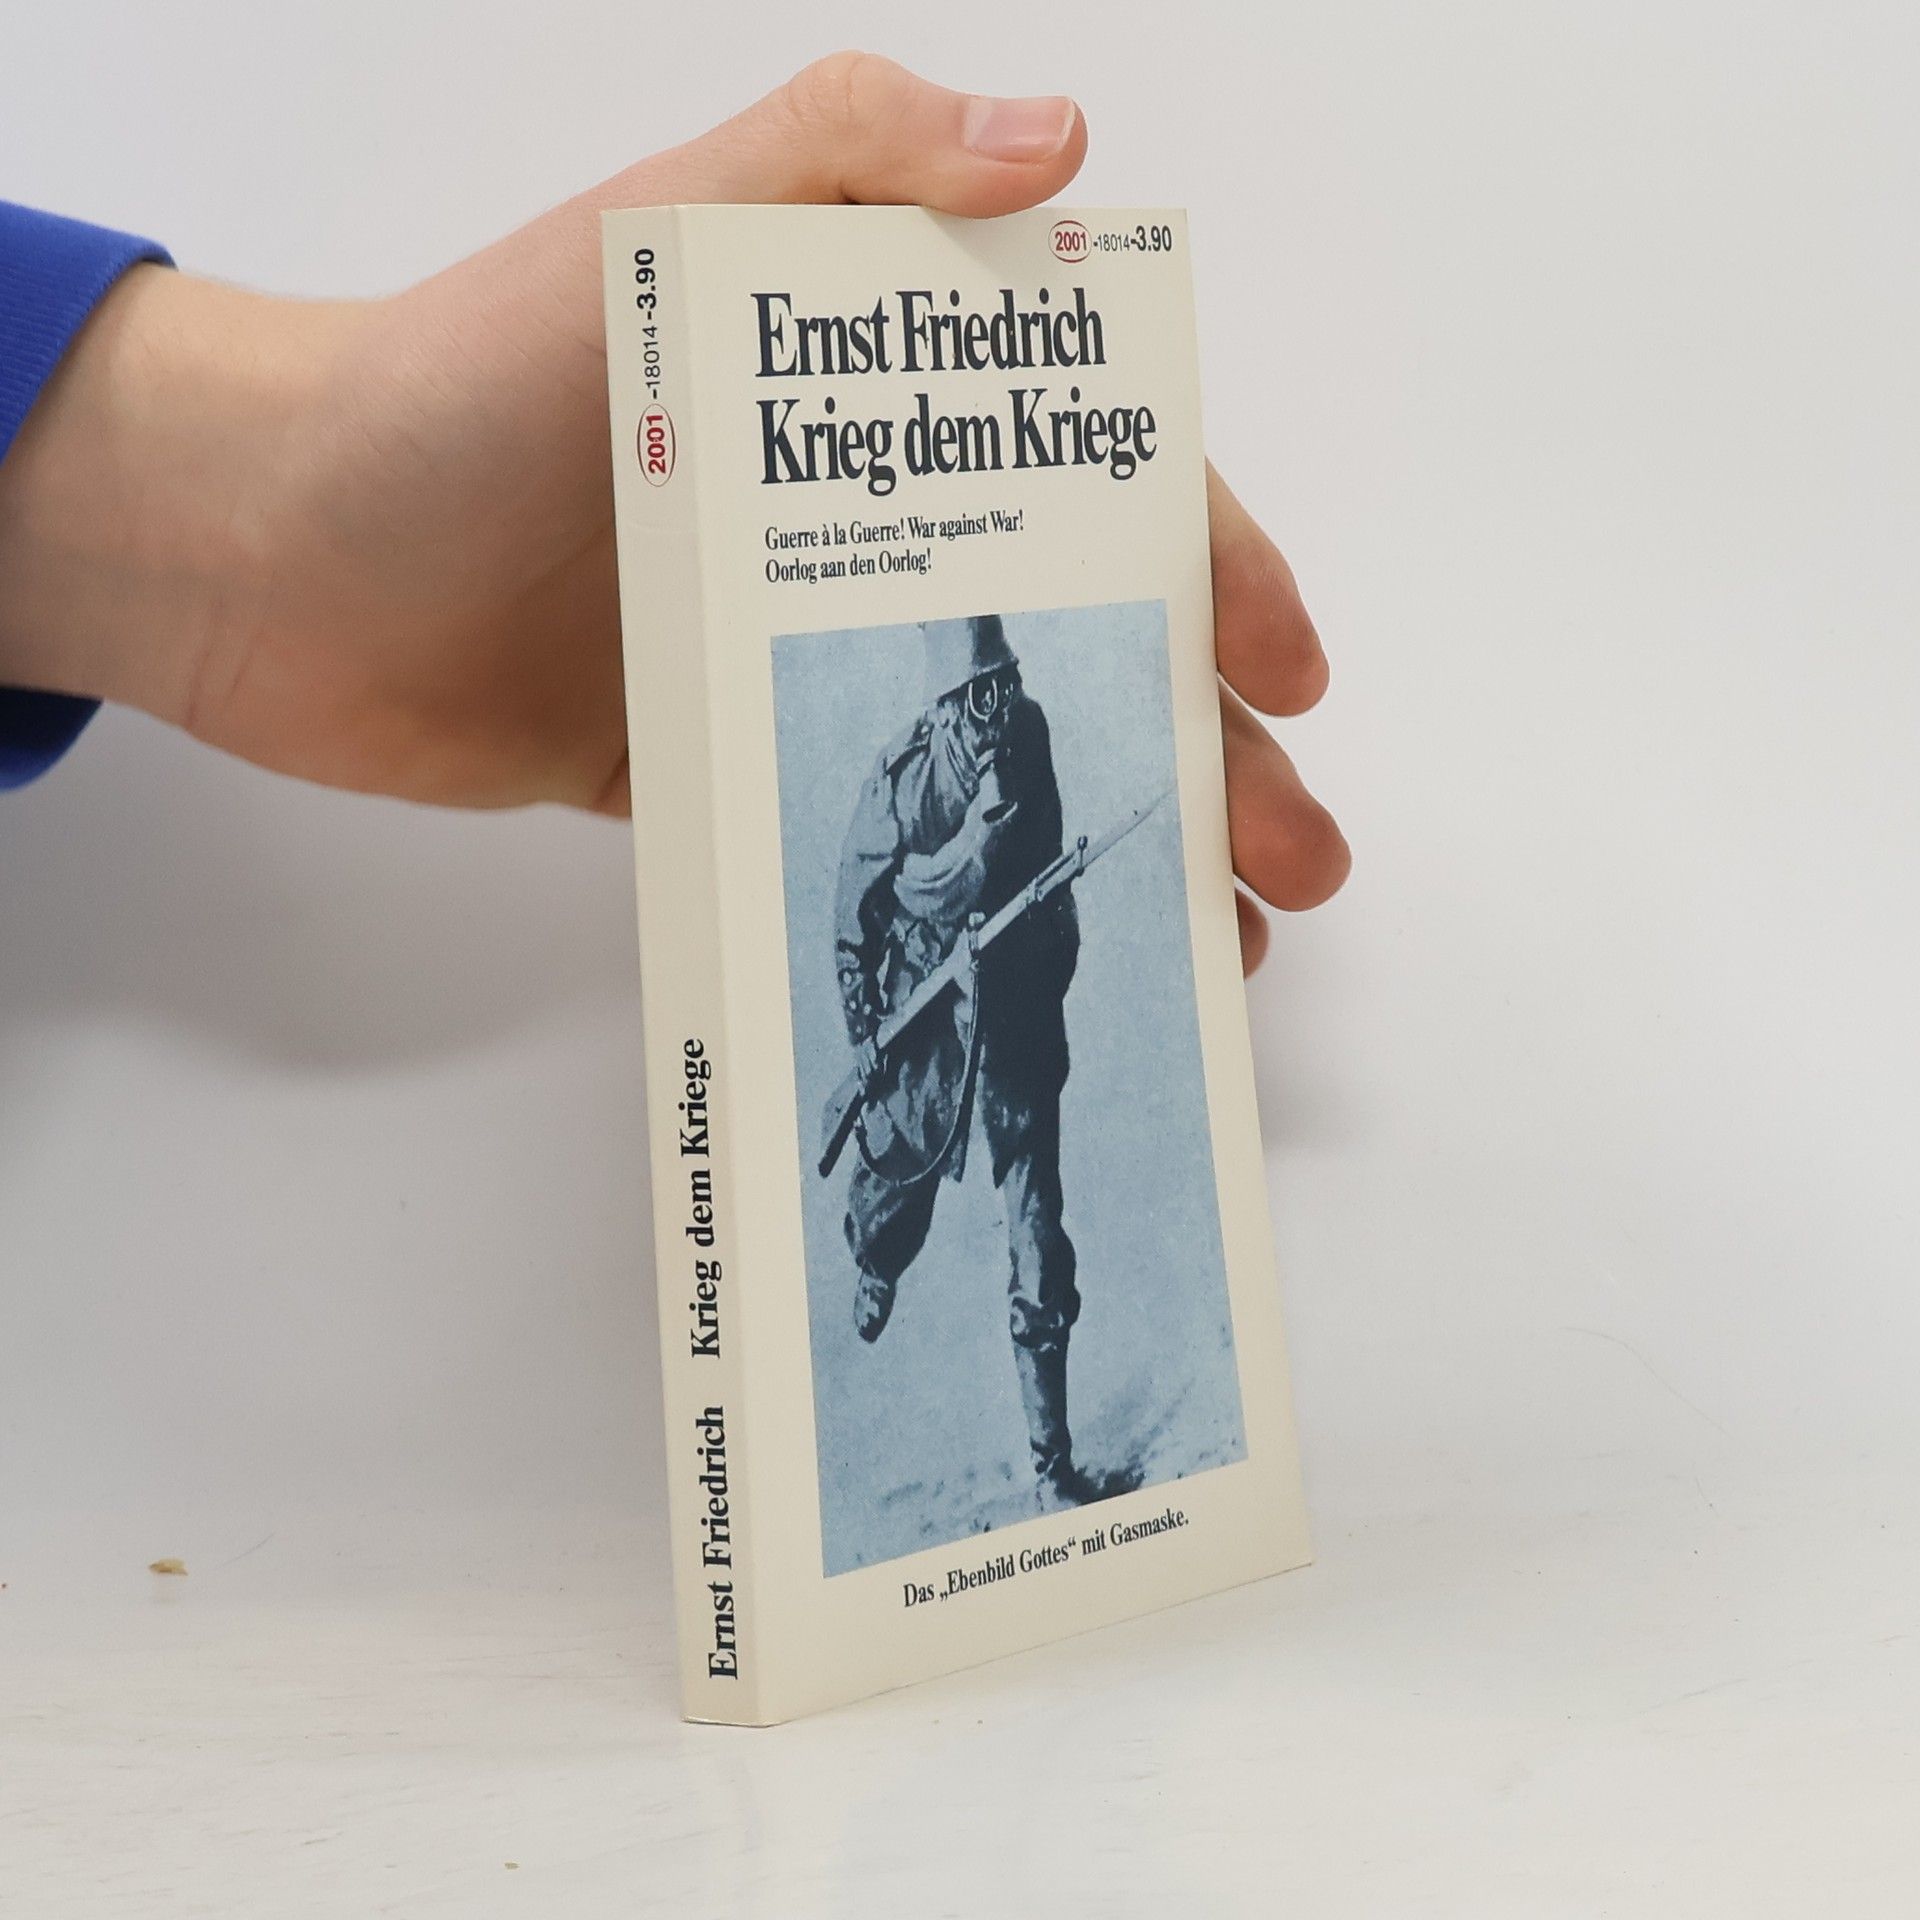 2001-18014-3.90
Ernst Friedrich
Krieg dem Kriege
Guerre à la Guerre! War against War!
Oorlog aan den Oorlog!
Das „Ebenbild Gottes“ mit Gasmaske.
Ernst Friedrich Krieg dem Kriege
2001-18014-3.90